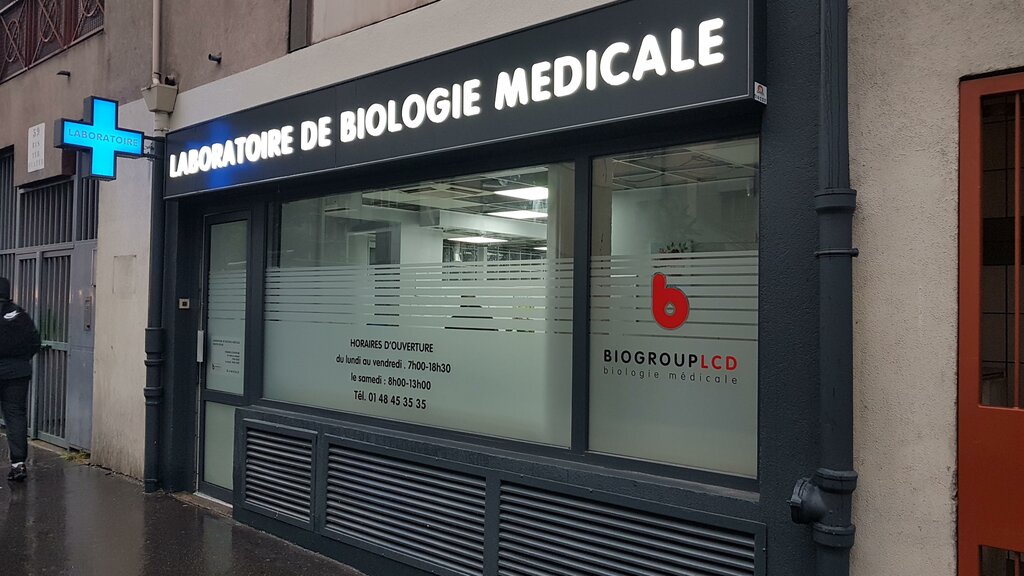 LABORATOIRE DE BIOLOGIE MEDICALE
LABORATOIRE
HORAIRES D'OUVERTURE
du lundi au vendredi : 7h00-18h30
le samedi : 8h00-13h00
Tél. 01 48 45 35 35
b
BIOGROUPLCD
biologie médicale